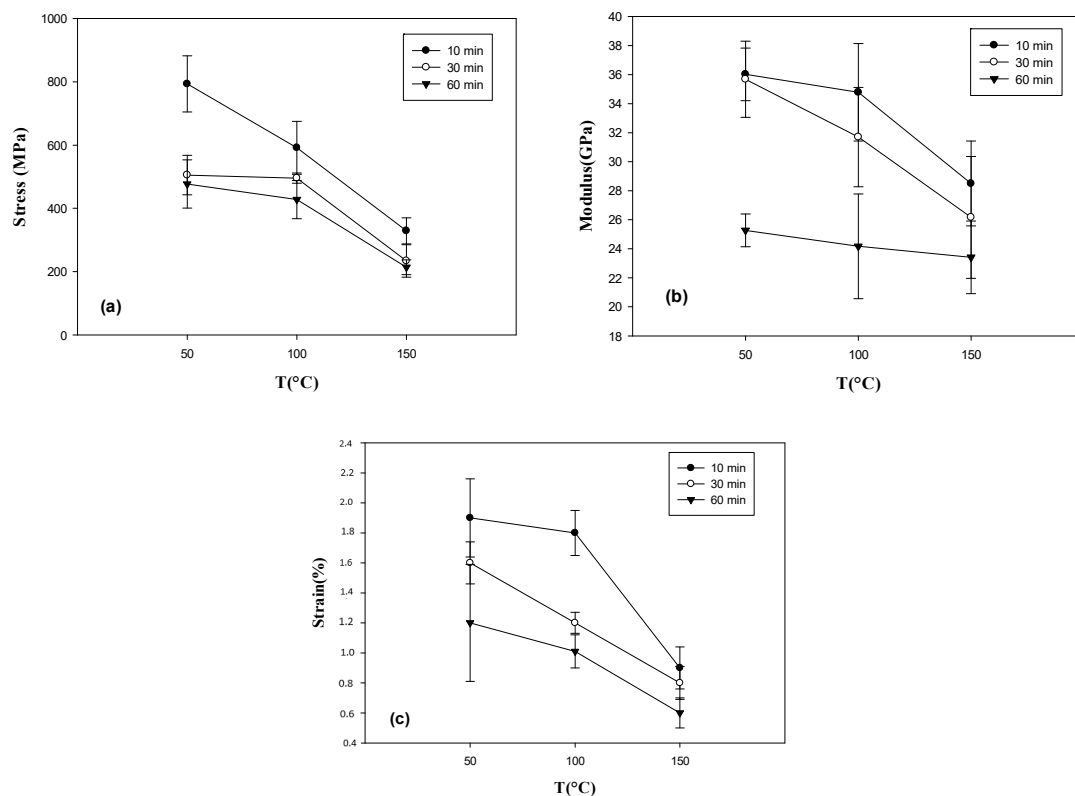 1000
800
600
400
200
0
Stress (MPa)
10 min
30 min
60 min
(a)
50 100 150
T(°C)
40
38
36
34
32
30
28
26
24
22
20
18
Modulus(GPa)
10 min
30 min
60 min
(b)
50 100 150
T(°C)
2.4
2.2
2.0
1.8
1.6
1.4
1.2
1.0
0.8
0.6
0.4
Strain(%)
10 min
30 min
60 min
(c)
50 100 150
T(°C)